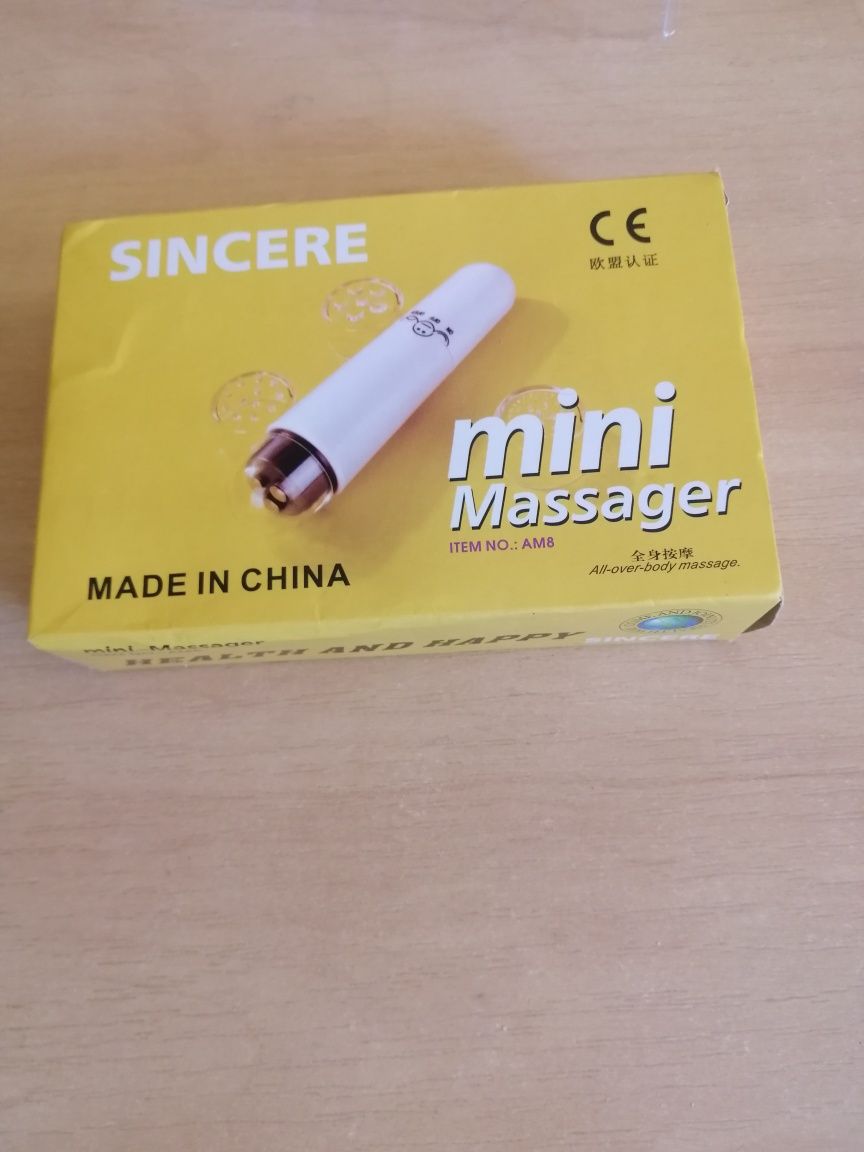 SINCERE
CE
欧盟认证
mini
Massager
ITEM NO.: AM8
全身按摩
All-over-body massage.
MADE IN CHINA
mini-Massager
HEALTH AND HAPPY
SINCERE